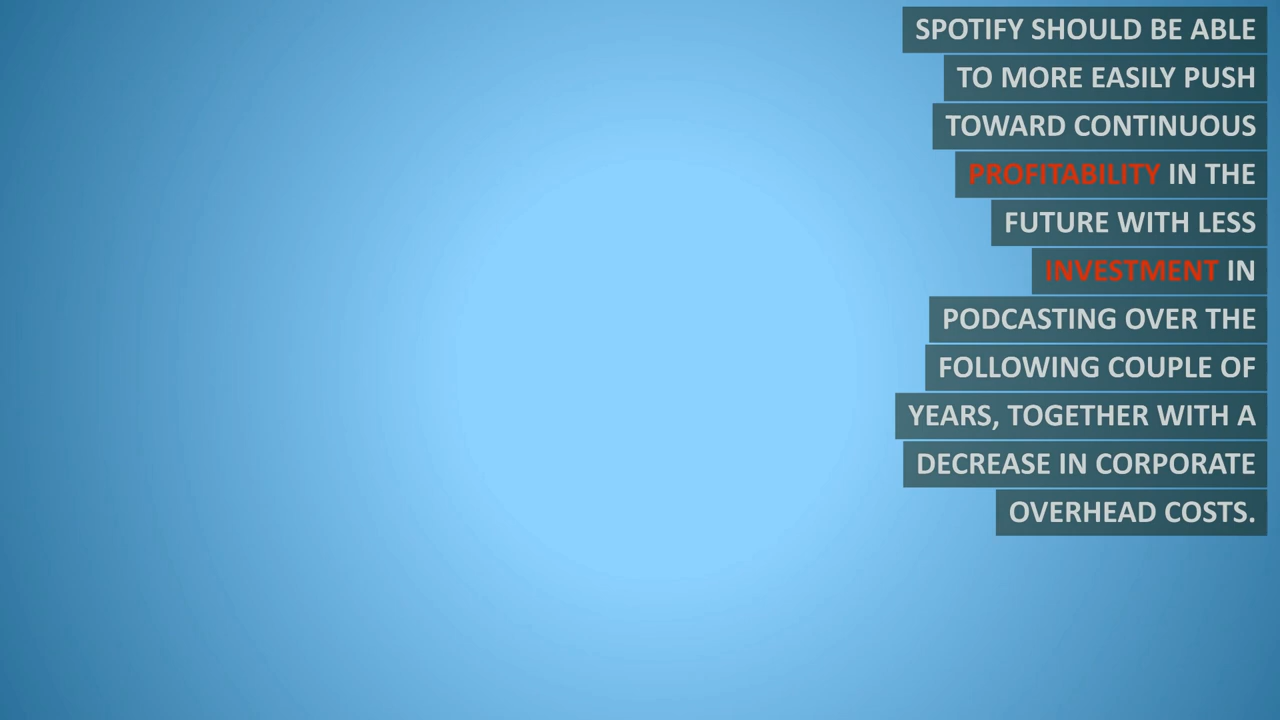 SPOTIFY SHOULD BE ABLE
TO MORE EASILY PUSH
TOWARD CONTINUOUS
PROFITABILITY IN THE
FUTURE WITH LESS
INVESTMENT IN
PODCASTING OVER THE
FOLLOWING COUPLE OF
YEARS, TOGETHER WITH A
DECREASE IN CORPORATE
OVERHEAD COSTS.